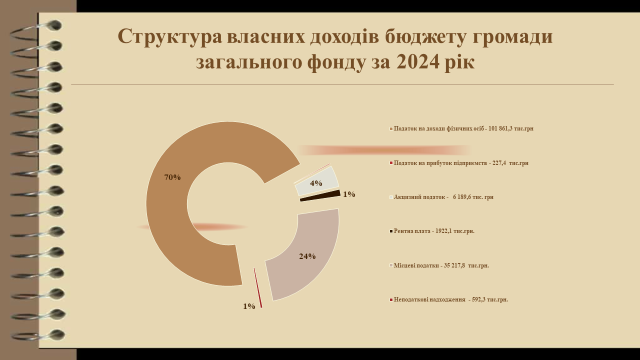 Структура власних доходів бюджету громади
загального фонду за 2024 рік
70%
4%
1%
24%
1%
Податок на доходи фізичних осіб - 101 861,3 тис.грн
Податок на прибуток підприємств - 227,4 тис.грн
Акцизний податок - 6 189,6 тис. грн
Рентна плата - 1922,1 тис.грн.
Місцеві податки - 35 217,8 тис.грн.
Неподаткові надходження - 592,3 тис.грн.